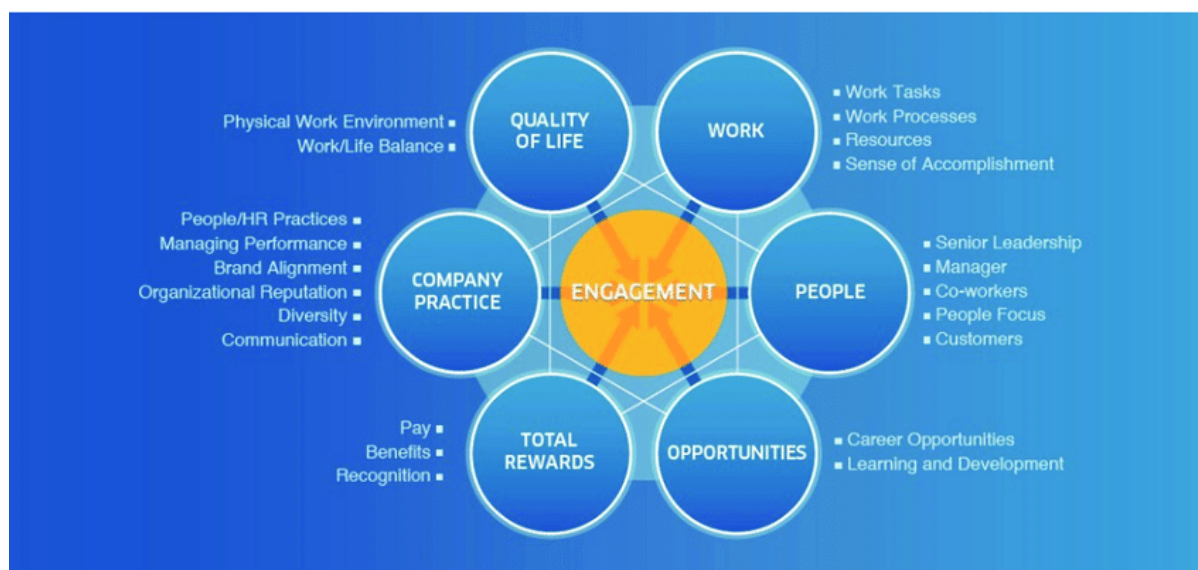 Physical Work Environment
Work/Life Balance
QUALITY
OF LIFE
WORK
Work Tasks
Work Processes
Resources
Sense of Accomplishment
People/HR Practices
Managing Performance
Brand Alignment
Organizational Reputation
Diversity
Communication
COMPANY
PRACTICE
ENGAGEMENT
PEOPLE
Senior Leadership
Manager
Co-workers
People Focus
Customers
Pay
Benefits
Recognition
TOTAL
REWARDS
OPPORTUNITIES
Career Opportunities
Learning and Development